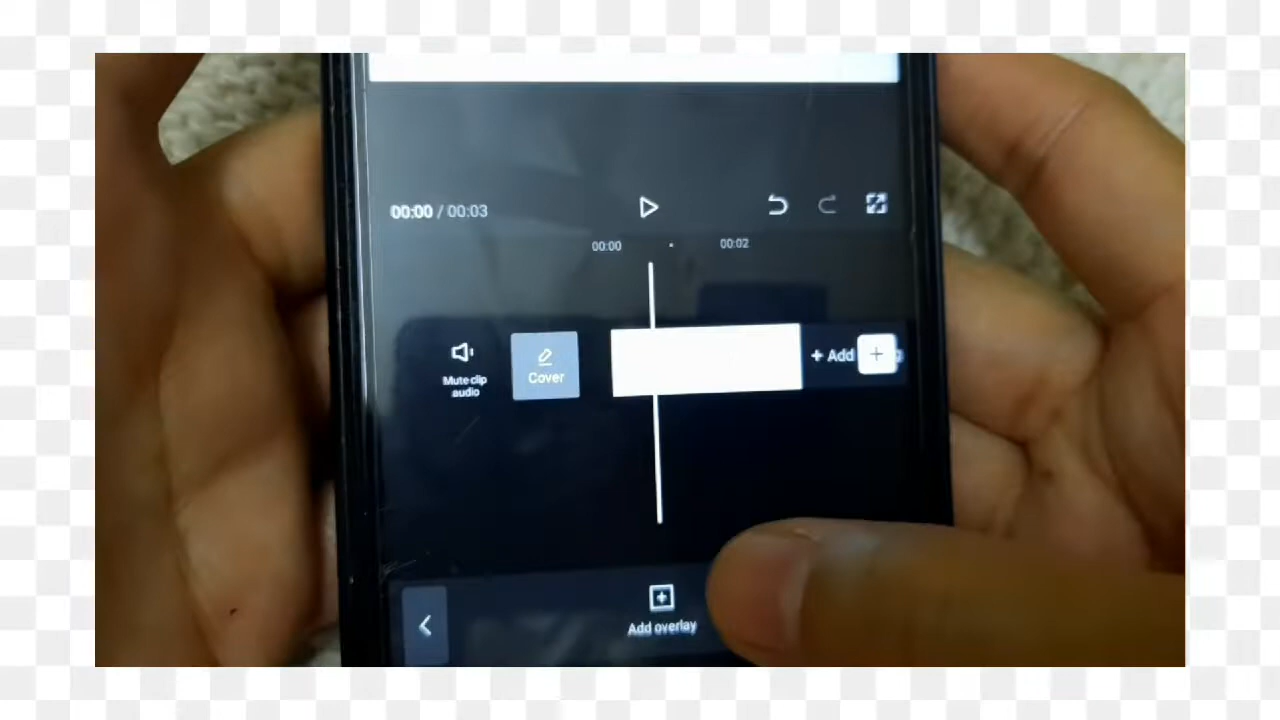 00:00 / 00:03
00:00 00:02
Mute clip
audio
Cover
+ Add
Add overlay